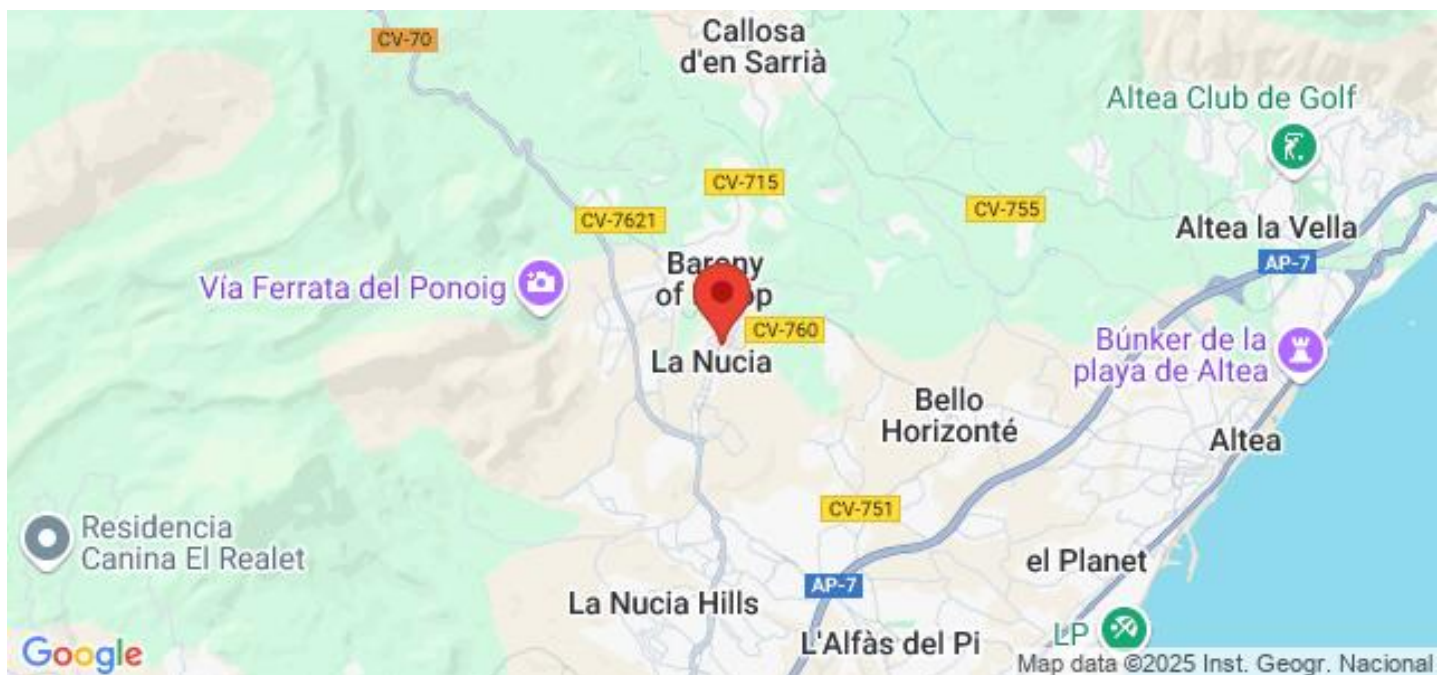 Callosa
d'en Sarrià
CV-70
Altea Club de Golf
CV-715
CV-755
CV-7621
Altea la Vella
AP-7
Barony
of
Vía Ferrata del Ponoig
CV-760
La Nucia
Búnker de la
playa de Altea
Bello
Horizonté
Altea
CV-751
Residencia
Canina El Realet
el Planet
AP-7
La Nucia Hills
L'Alfàs del Pi
LP
Google
Map data ©2025 Inst. Geogr. Nacional